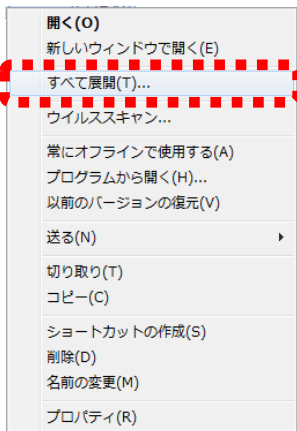 開く(O)
新しいウィンドウで開く(E)
すべて展開(T)...
ウイルススキャン...
常にオフラインで使用する(A)
プログラムから開く(H)...
以前のバージョンの復元(V)
送る(N)
切り取り(T)
コピー(C)
ショートカットの作成(S)
削除(D)
名前の変更(M)
プロパティ(R)